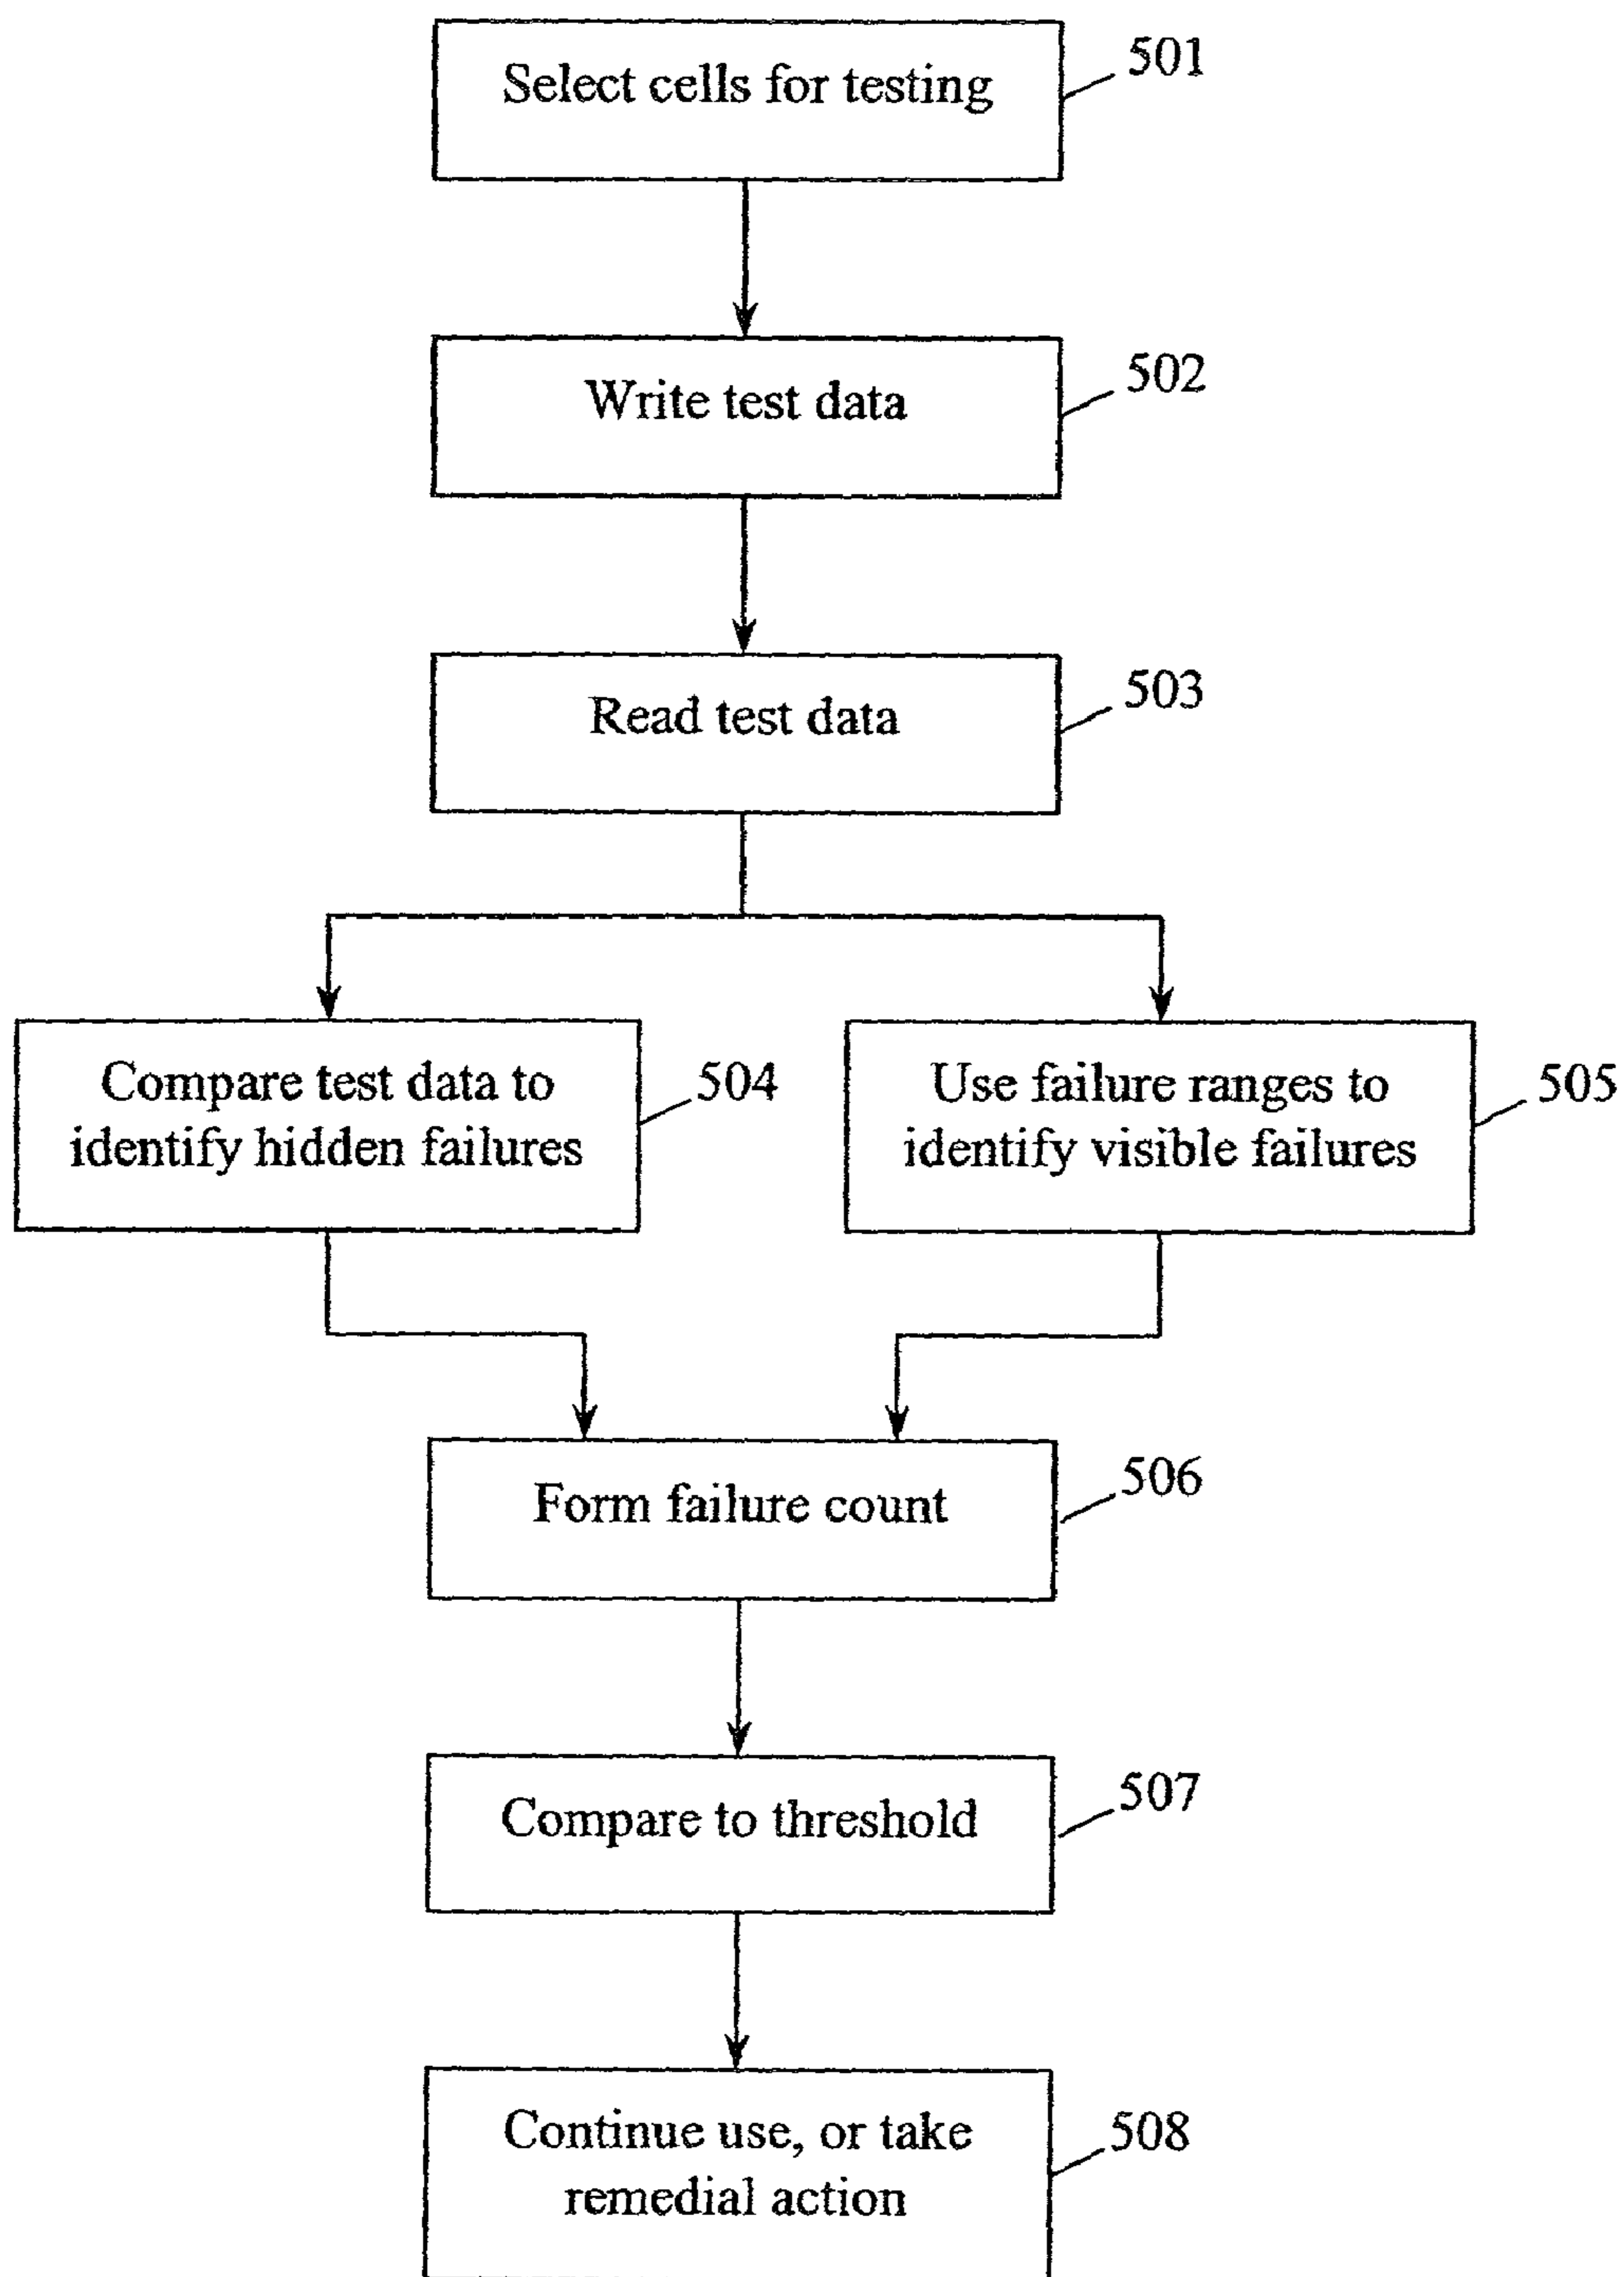 Select cells for testing
501
Write test data
502
Read test data
503
Compare test data to
identify hidden failures
504
Use failure ranges to
identify visible failures
505
Form failure count
506
Compare to threshold
507
Continue use, or take
remedial action
508